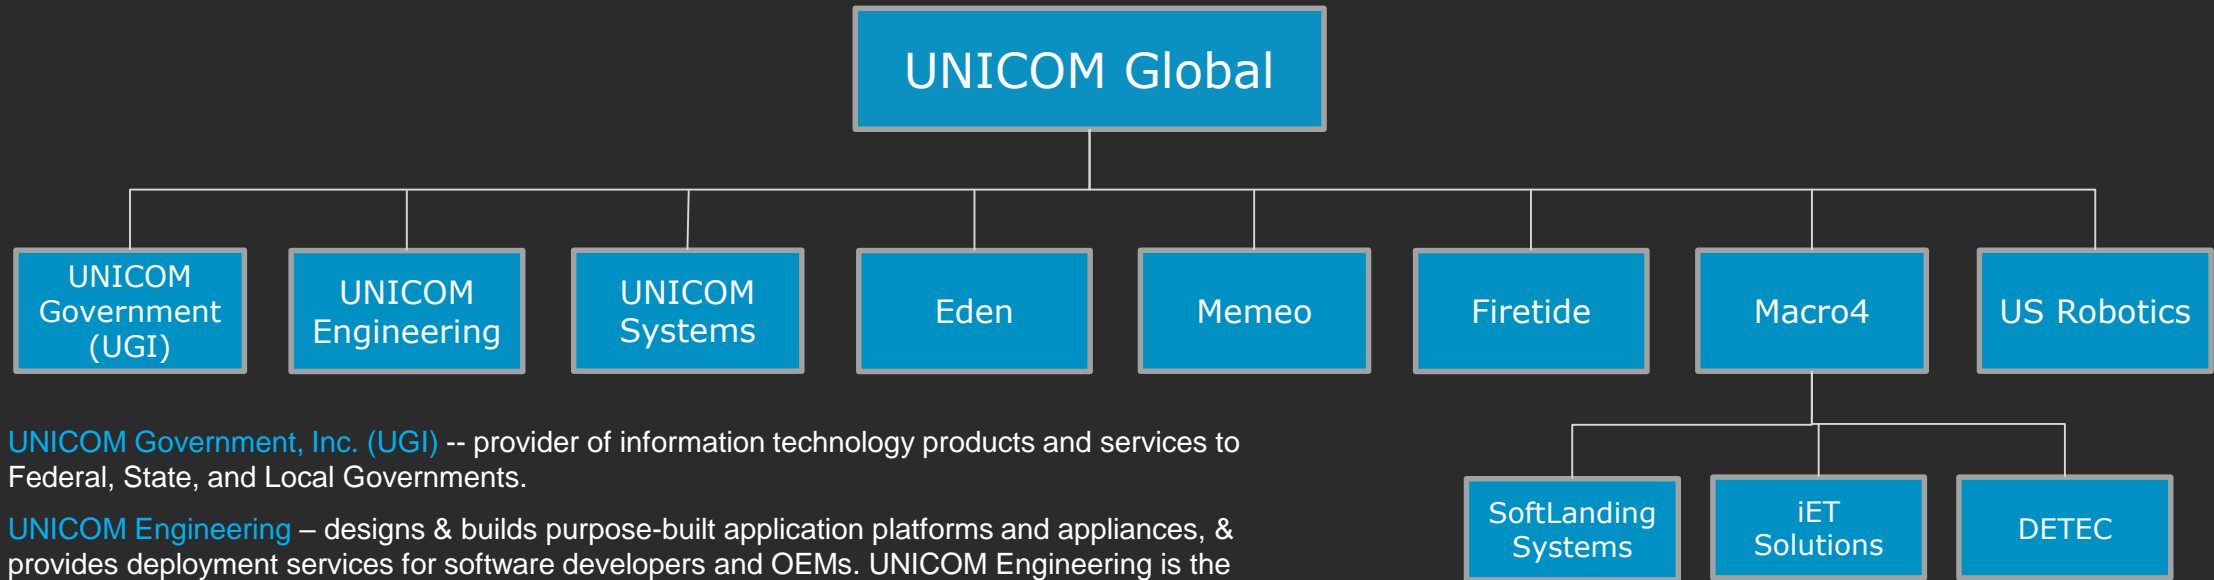 UNICOM Global
UNICOM
Government
(UGI)
UNICOM
Engineering
UNICOM
Systems
Eden
Memeo
Firetide
Macro4
US Robotics
UNICOM Government, Inc. (UGI) -- provider of information technology products and services to
Federal, State, and Local Governments.
UNICOM Engineering – designs & builds purpose-built application platforms and appliances, &
provides deployment services for software developers and OEMs. UNICOM Engineering is the
SoftLanding
Systems
iET
Solutions
DETEC